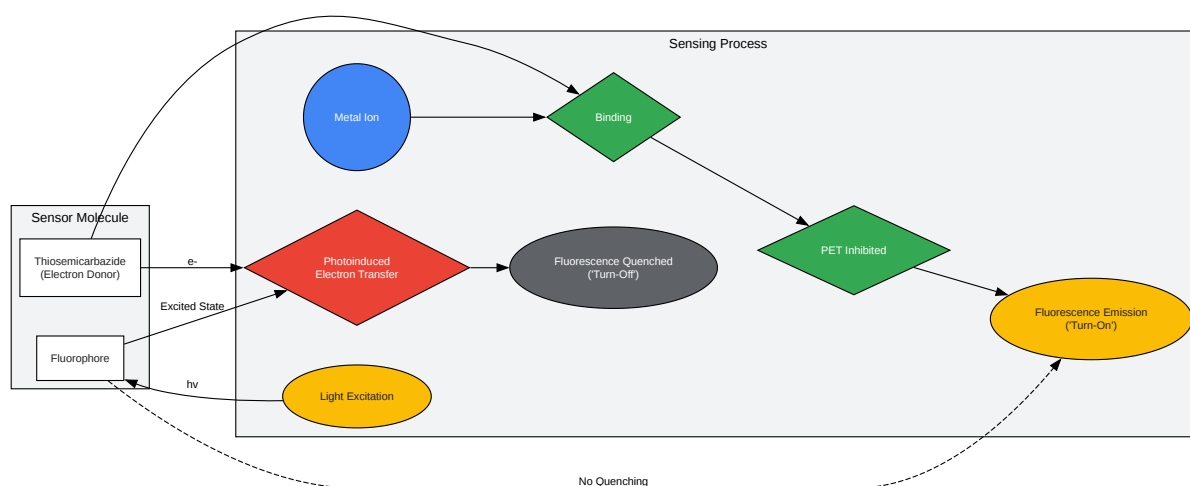 Sensing Process
Metal Ion
Binding
Sensor Molecule
Thiosemicarbazide
(Electron Donor)
e-
Photoinduced
Electron Transfer
Fluorescence Quenched
('Turn-Off')
PET Inhibited
Excited State
Fluorescence Emission
('Turn-On')
Fluorophore
hv
Light Excitation
No Quenching